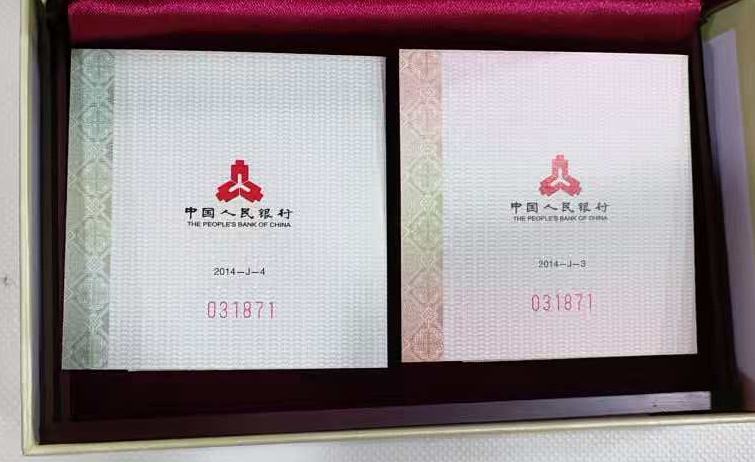 中国人民银行
THE PEOPLE'S BANK OF CHINA
2014-J-4
031871
中国人民银行
THE PEOPLE'S BANK OF CHINA
2014-J-3
031871